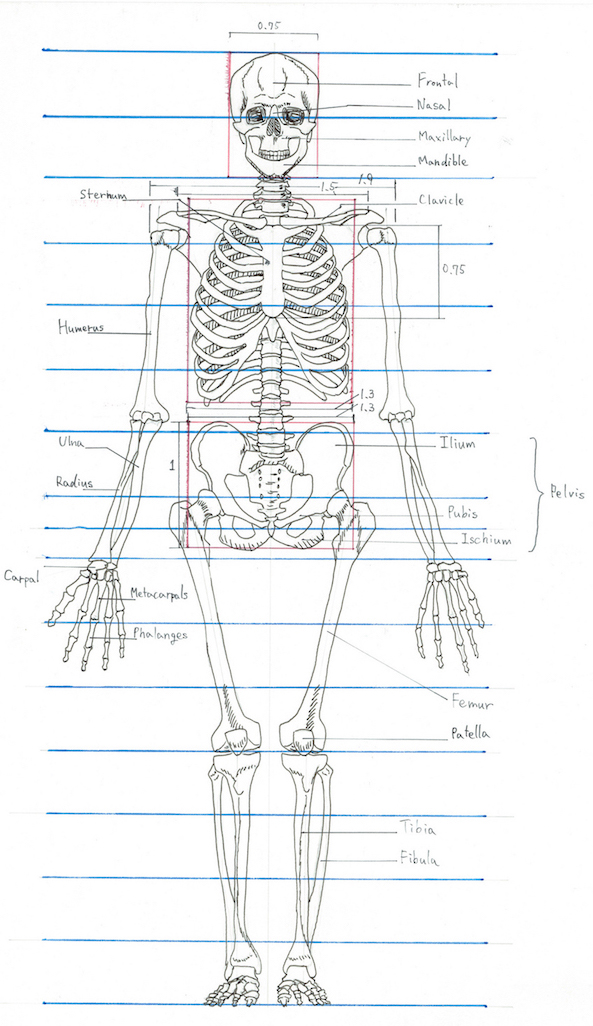 0.75
Frontal
Nasal
Maxillary
Mandible
1.9
1.5
Sternum
Clavicle
0.75
Humerus
1.3
1.3
Ulna
Ilium
1
Radius
Pelvis
Pubis
Ischium
Carpal
Metacarpals
Phalanges
Femur
Patella
Tibia
Fibula